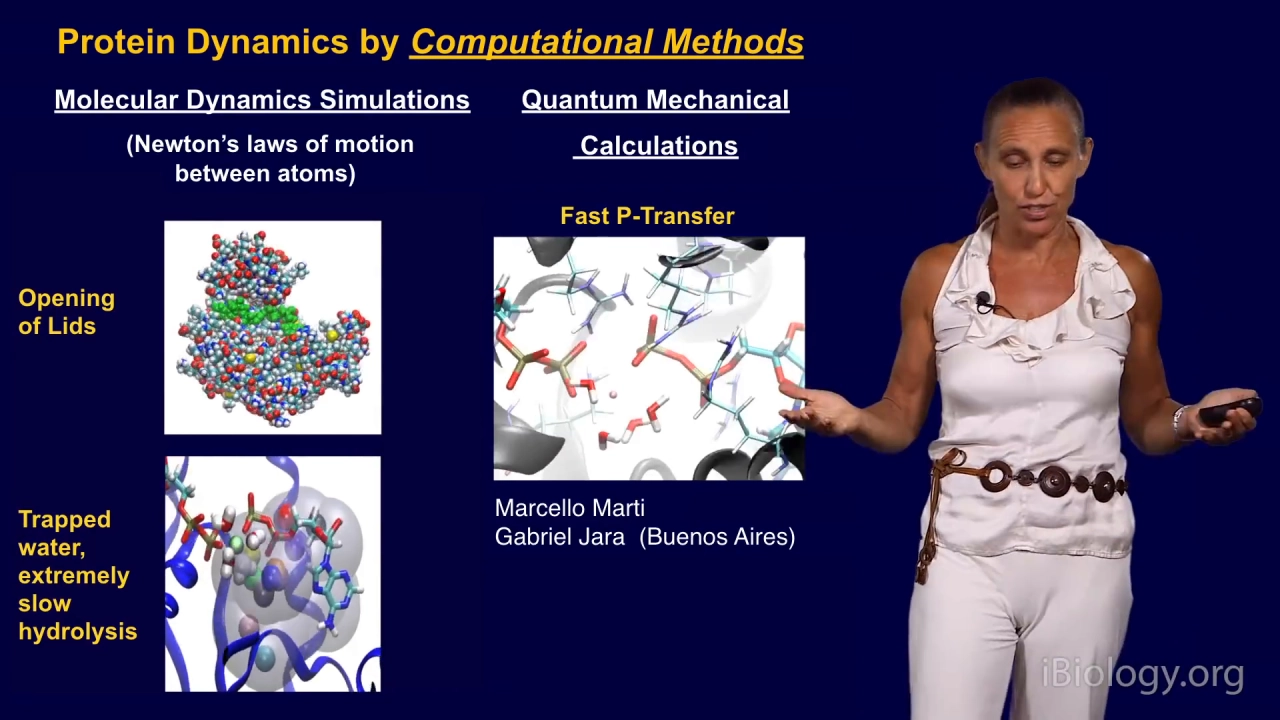 Protein Dynamics by Computational Methods
Molecular Dynamics Simulations
(Newton's laws of motion
between atoms)
Opening
of Lids
Trapped
water,
extremely
slow
hydrolysis
Quantum Mechanical
Calculations
Fast P-Transfer
Marcello Marti
Gabriel Jara (Buenos Aires)
iBiology.org